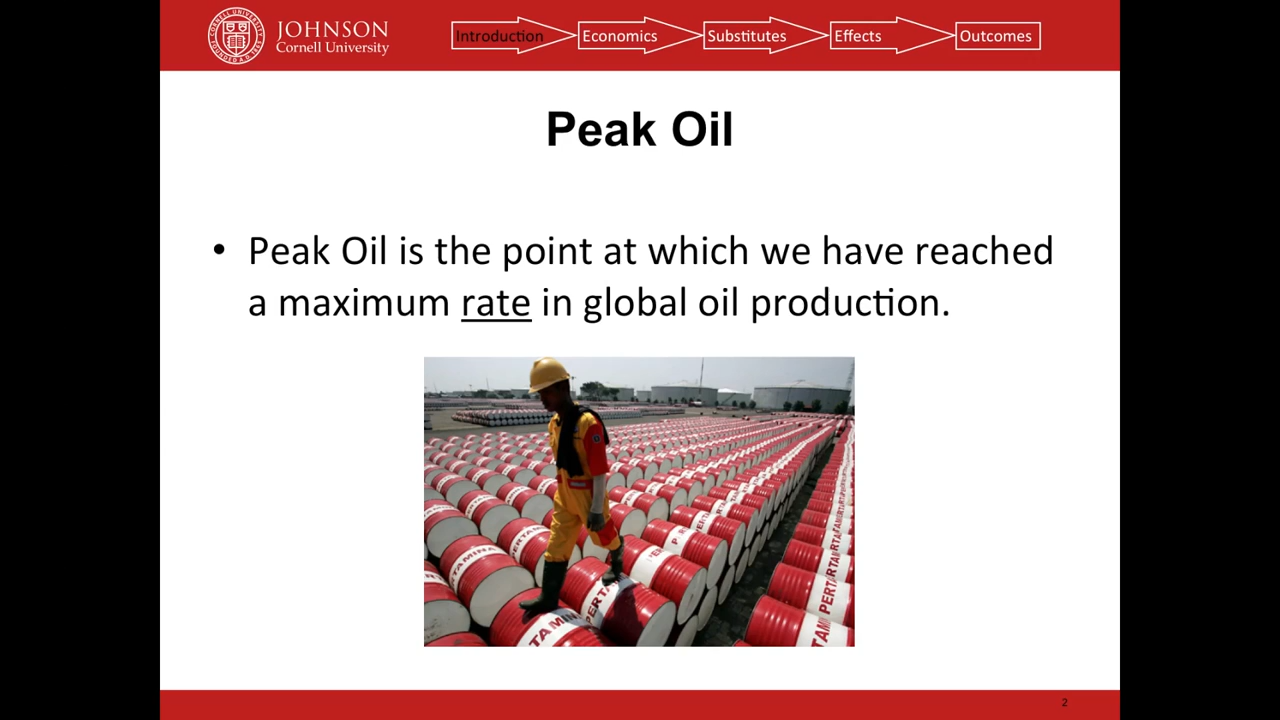 JOHNSON
Cornell University
Introduction
Economics
Substitutes
Effects
Outcomes
Peak Oil
• Peak Oil is the point at which we have reached
a maximum rate in global oil production.
PERTAMINA
2